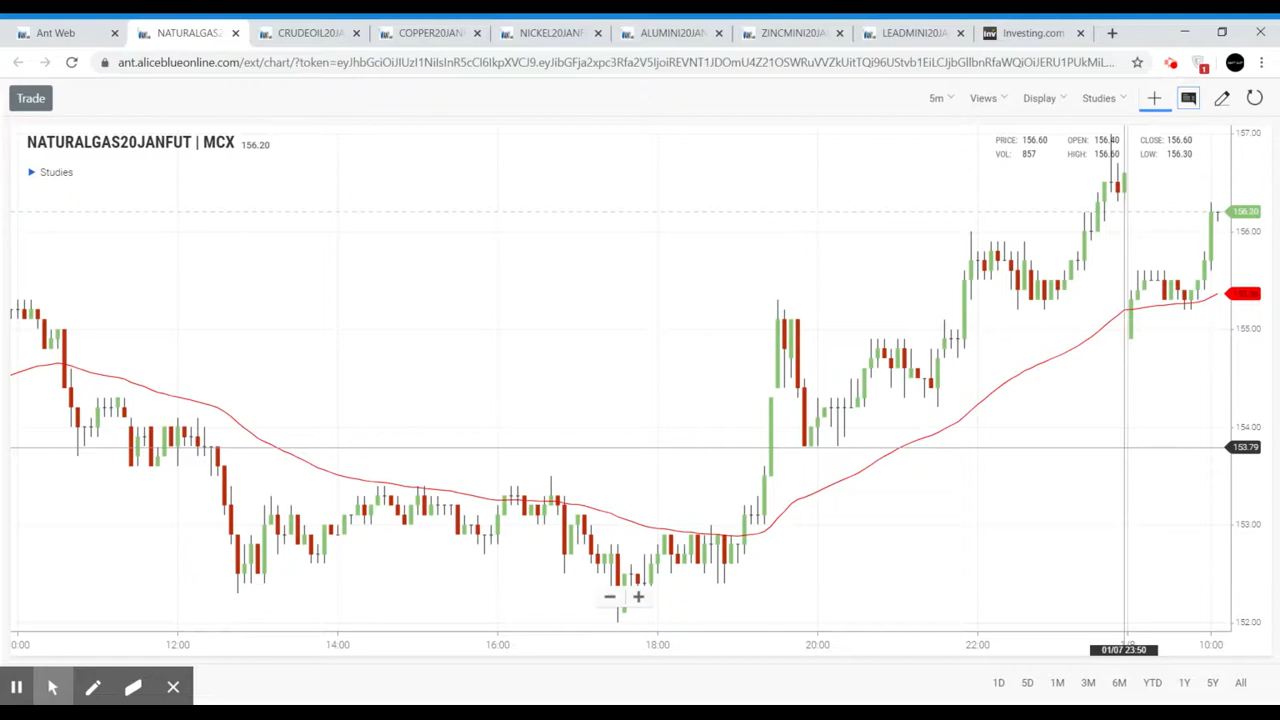 Ant Web
NATURALGAS2
CRUDEOIL20JA
COPPER20JAN
NICKEL20JANF
ALUMINI20JAN
ZINCMINI20JA
LEADMINI20JA
Inv Investing.com
Trade
5m Views Display Studies
NATURALGAS20JANFUT | MCX 156.20
Studies
PRICE: 156.60 OPEN: 156.40 CLOSE: 156.60
VOL: 857 HIGH: 156.60 LOW: 156.30
157.00
156.20
156.00
155.00
154.00
153.79
153.00
152.00
0:00 12:00 14:00 16:00 18:00 20:00 22:00 10:00
01/07 23:50
1D 5D 1M 3M 6M YTD 1Y 5Y All